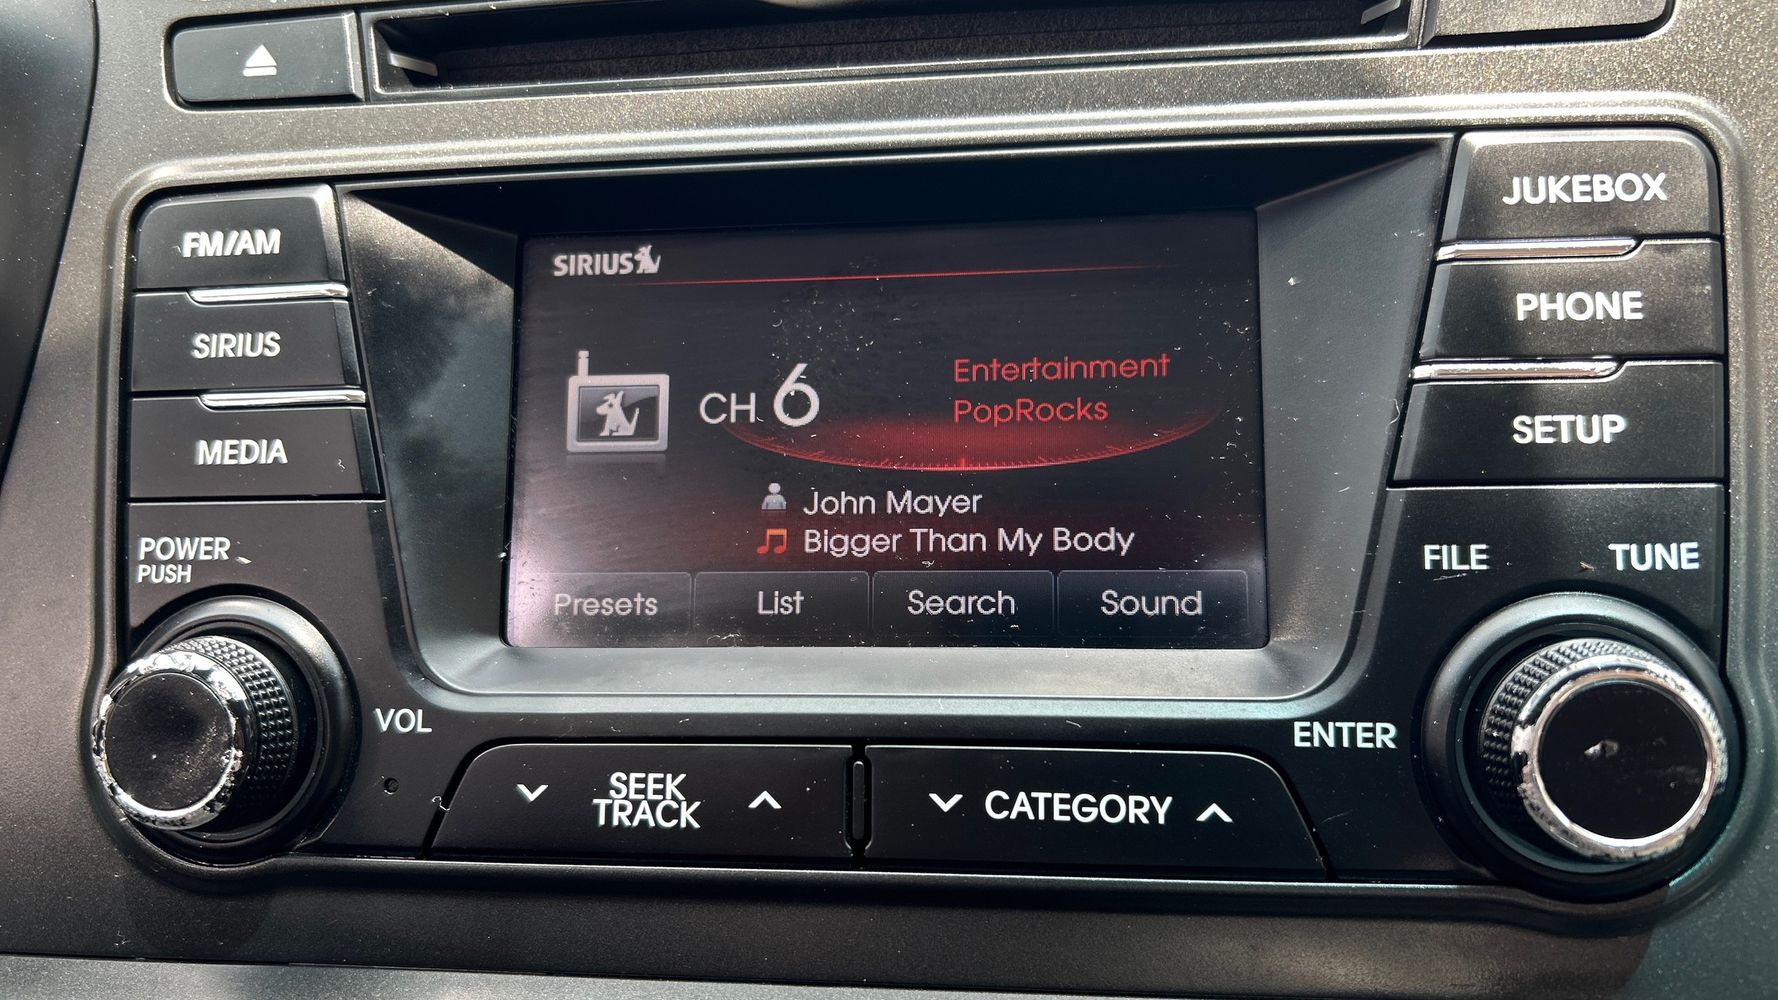 FM/AM
SIRIUS
MEDIA
POWER
PUSH
VOL
SIRIUS
CH 6
Entertainment
PopRocks
John Mayer
Bigger Than My Body
Presets List Search Sound
SEEK
TRACK
CATEGORY
JUKEBOX
PHONE
SETUP
FILE TUNE
ENTER